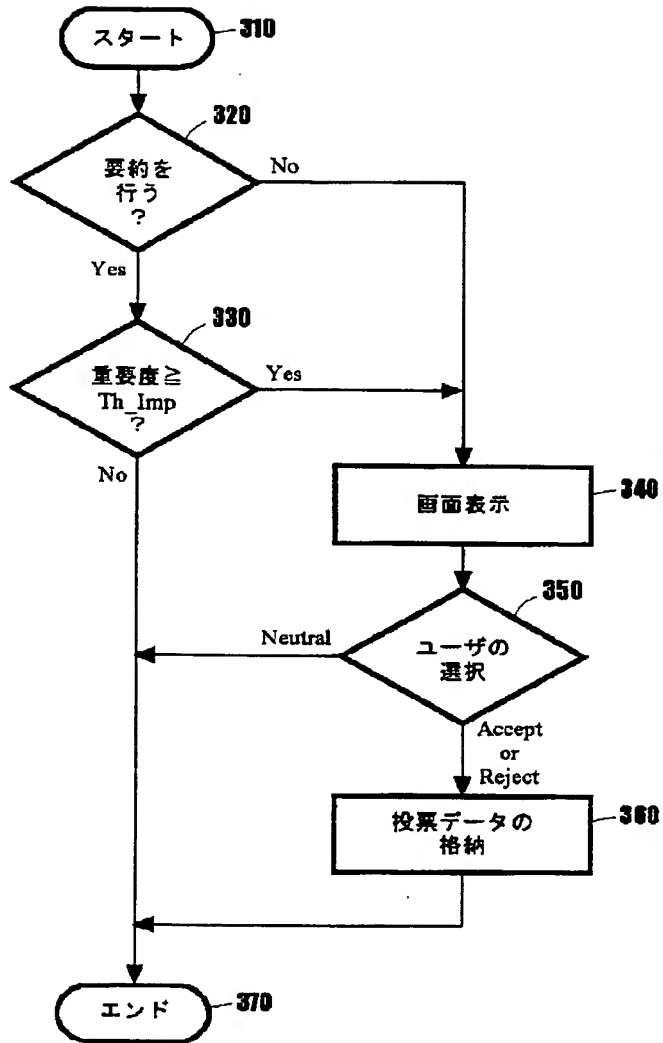 スタート
310
320
要約を
行う
?
No
Yes
330
重要度≧
Th_Imp
?
Yes
No
画面表示
340
350
ユーザの
選択
Neutral
Accept
or
Reject
投票データの
格納
360
エンド
370